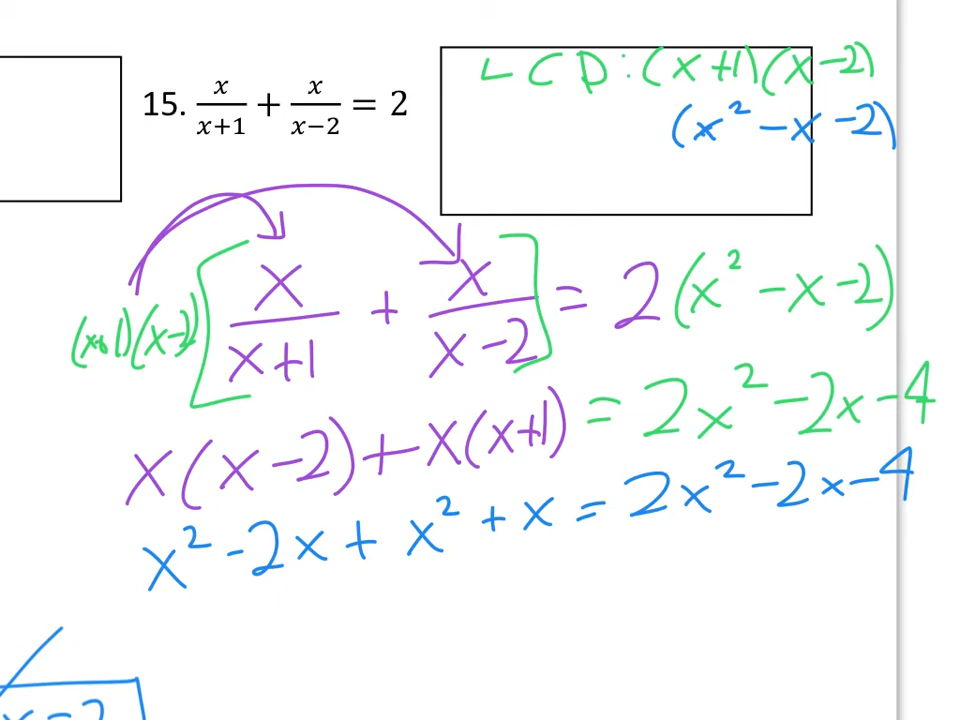 15. x/(x+1) + x/(x−2) = 2
LCD: (x+1)(x−2)
(x² −x −2)
(x+1)(x−2)[x/(x+1) + x/(x−2)] = 2(x² −x −2)
x(x−2)+x(x+1) = 2x² −2x −4
x² −2x + x² + x = 2x² −2x −4